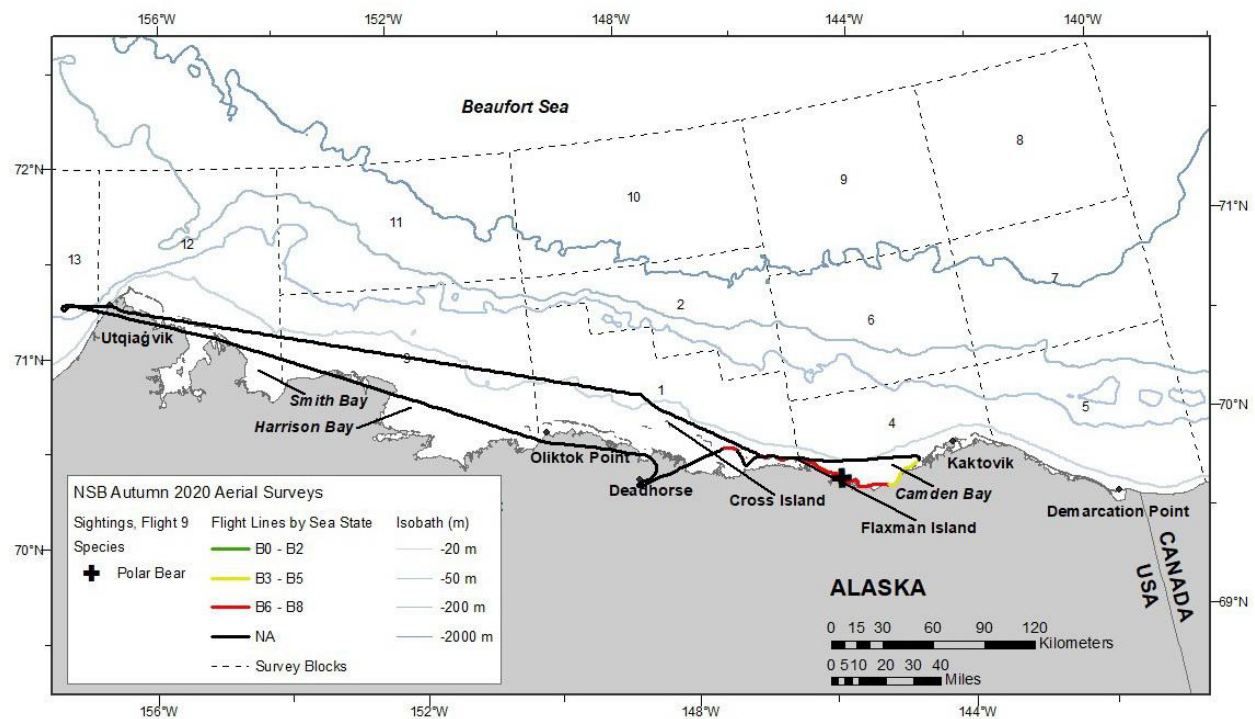 156°W 152°W 148°W 144°W 140°W
Beaufort Sea
8
72°N
9
10
71°N
11
12
13
7
2
6
Utqiaġvik
71°N
3
1
70°N
5
Smith Bay
4
Harrison Bay
Oliktok Point
Kaktovik
Deadhorse
Camden Bay
Cross Island
Demarcation Point
Flaxman Island
NSB Autumn 2020 Aerial Surveys
Sightings, Flight 9
Species
Polar Bear
Flight Lines by Sea State
B0 - B2
B3 - B5
B6 - B8
NA
Survey Blocks
Isobath (m)
-20 m
-50 m
-200 m
-2000 m
70°N
CANADA
USA
ALASKA
69°N
0 15 30 60 90 120
Kilometers
0 5 10 20 30 40
Miles
156°W 152°W 148°W 144°W